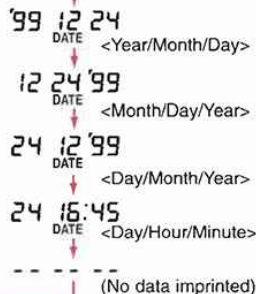 '99 12 24
DATE
<Year/Month/Day>
12 24 '99
DATE
<Month/Day/Year>
24 12 '99
DATE
<Day/Month/Year>
24 16:45
DATE
<Day/Hour/Minute>
-- -- --
(No data imprinted)